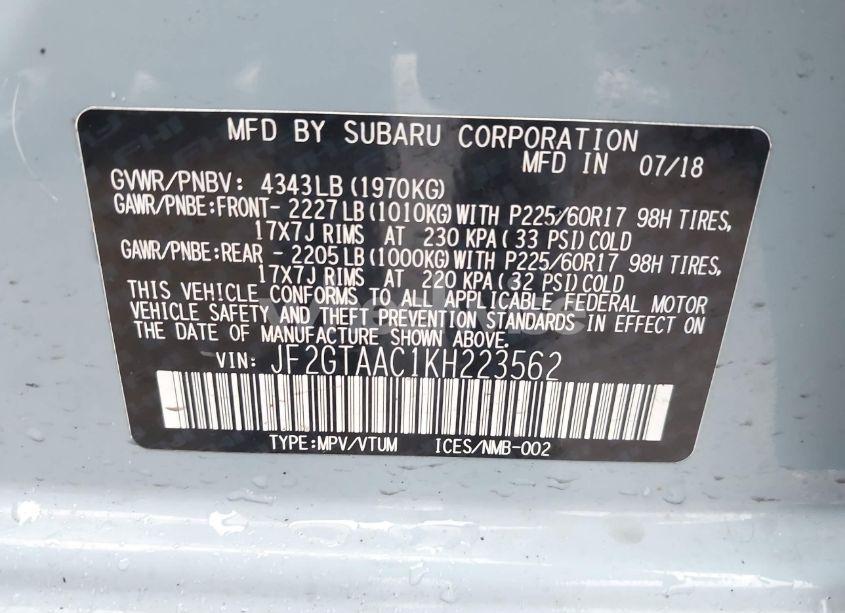 MFD BY SUBARU CORPORATION
MFD IN 07/18
GVWR/PNBV: 4343LB (1970KG)
GAWR/PNBE:FRONT- 2227LB (1010KG) WITH P225/60R17 98H TIRES,
17X7J RIMS AT 230 KPA (33 PSI) COLD
GAWR/PNBE:REAR - 2205LB (1000KG) WITH P225/60R17 98H TIRES,
17X7J RIMS AT 220 KPA (32 PSI) COLD
THIS VEHICLE CONFORMS TO ALL APPLICABLE FEDERAL MOTOR
VEHICLE SAFETY AND THEFT PREVENTION STANDARDS IN EFFECT ON
THE DATE OF MANUFACTURE SHOWN ABOVE.
VIN: JF2GTAAC1KH223562
TYPE:MPV/VTUM ICES/NMB-002